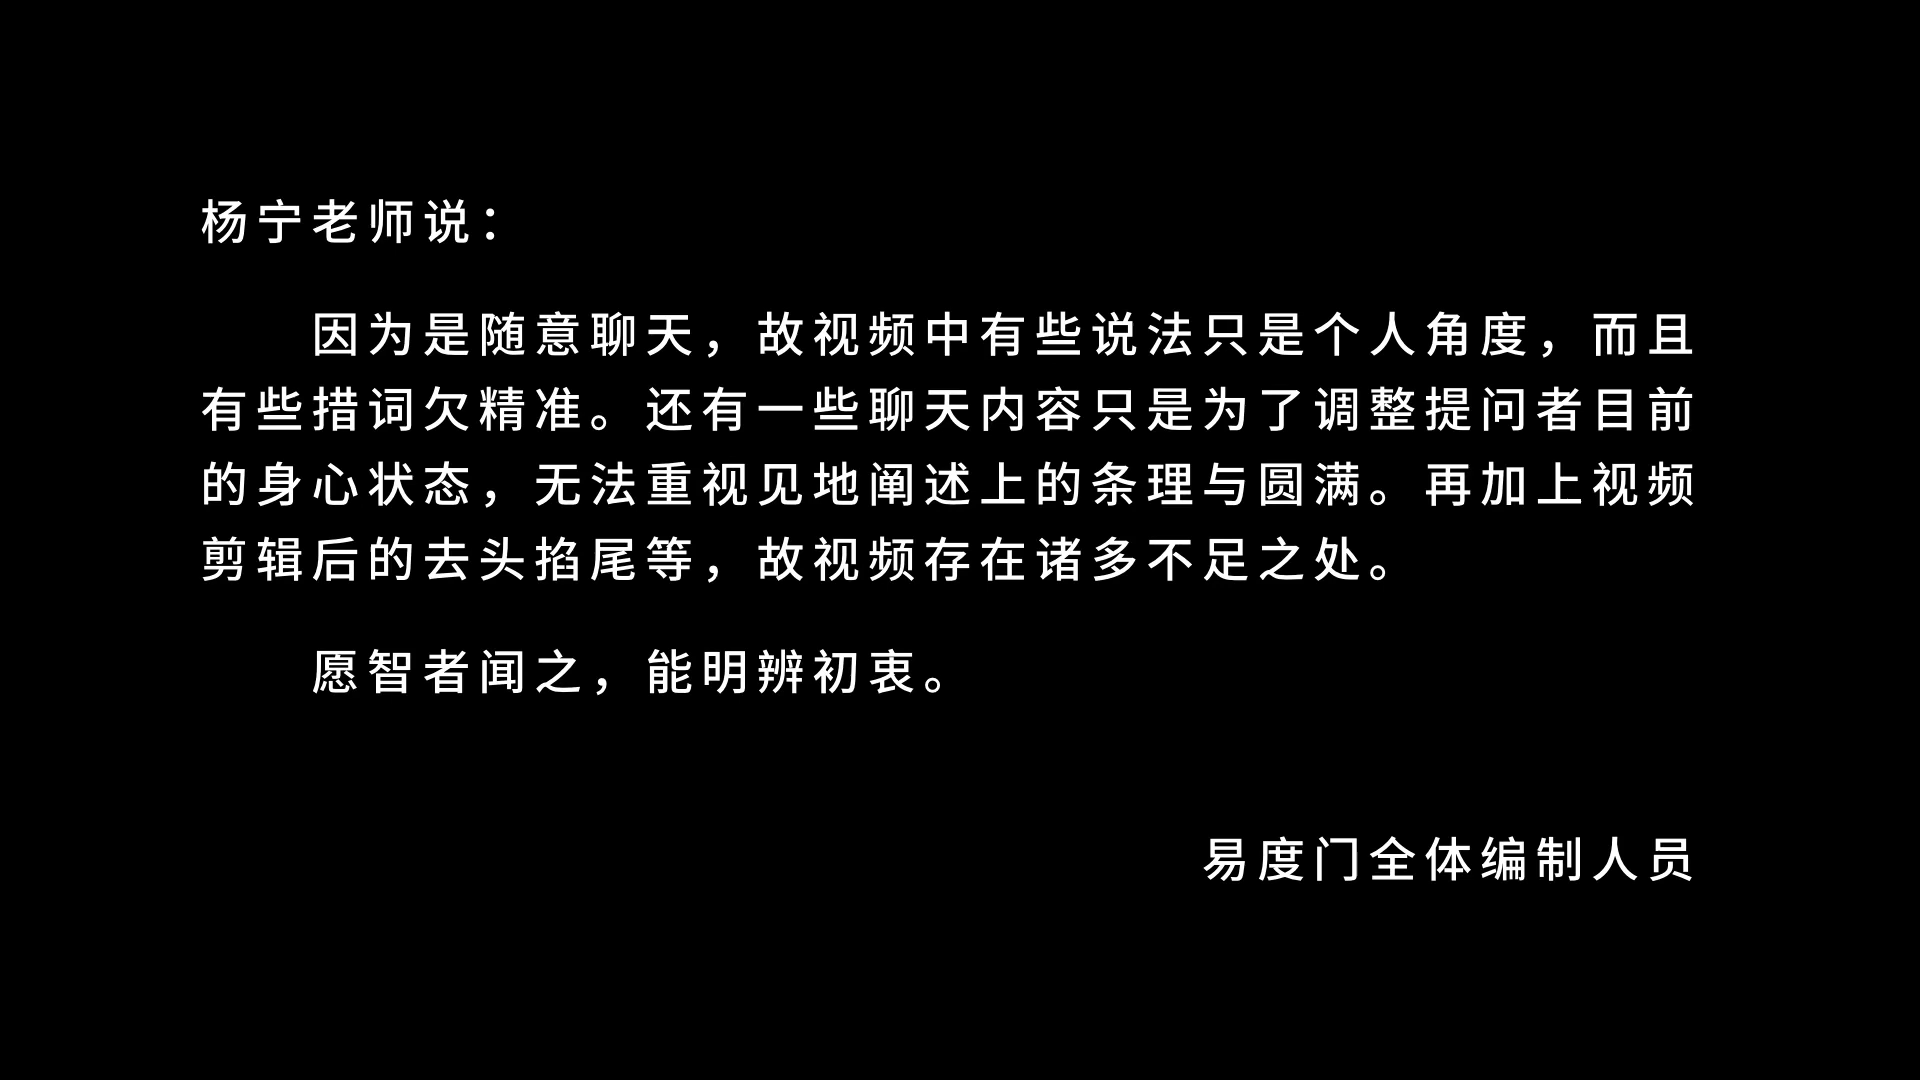 杨宁老师说：
因为是随意聊天，故视频中有些说法只是个人角度，而且
有些措词欠精准。还有一些聊天内容只是为了调整提问者目前
的身心状态，无法重视见地阐述上的条理与圆满。再加上视频
剪辑后的去头掐尾等，故视频存在诸多不足之处。
愿智者闻之，能明辨初衷。
易度门全体编制人员